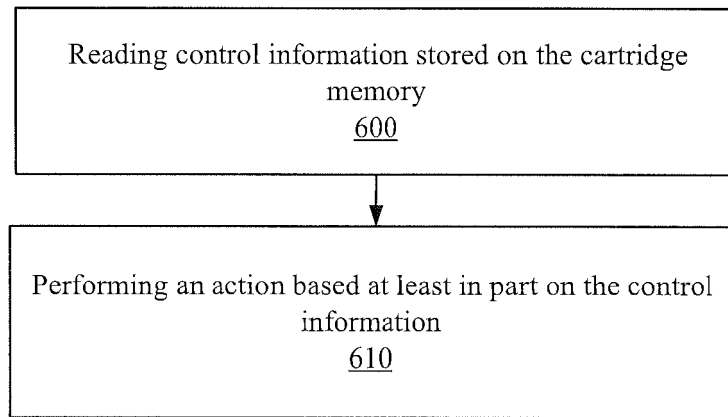 Reading control information stored on the cartridge
memory
600
Performing an action based at least in part on the control
information
610